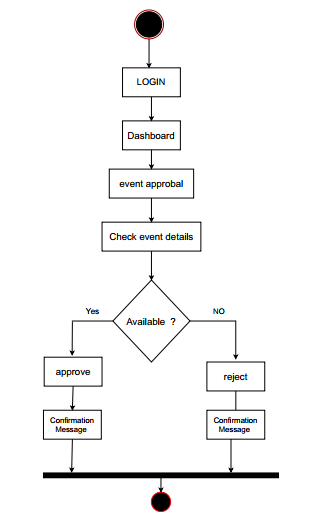 LOGIN
Dashboard
event approbal
Check event details
Available ?
Yes
NO
approve
reject
Confirmation
Message
Confirmation
Message